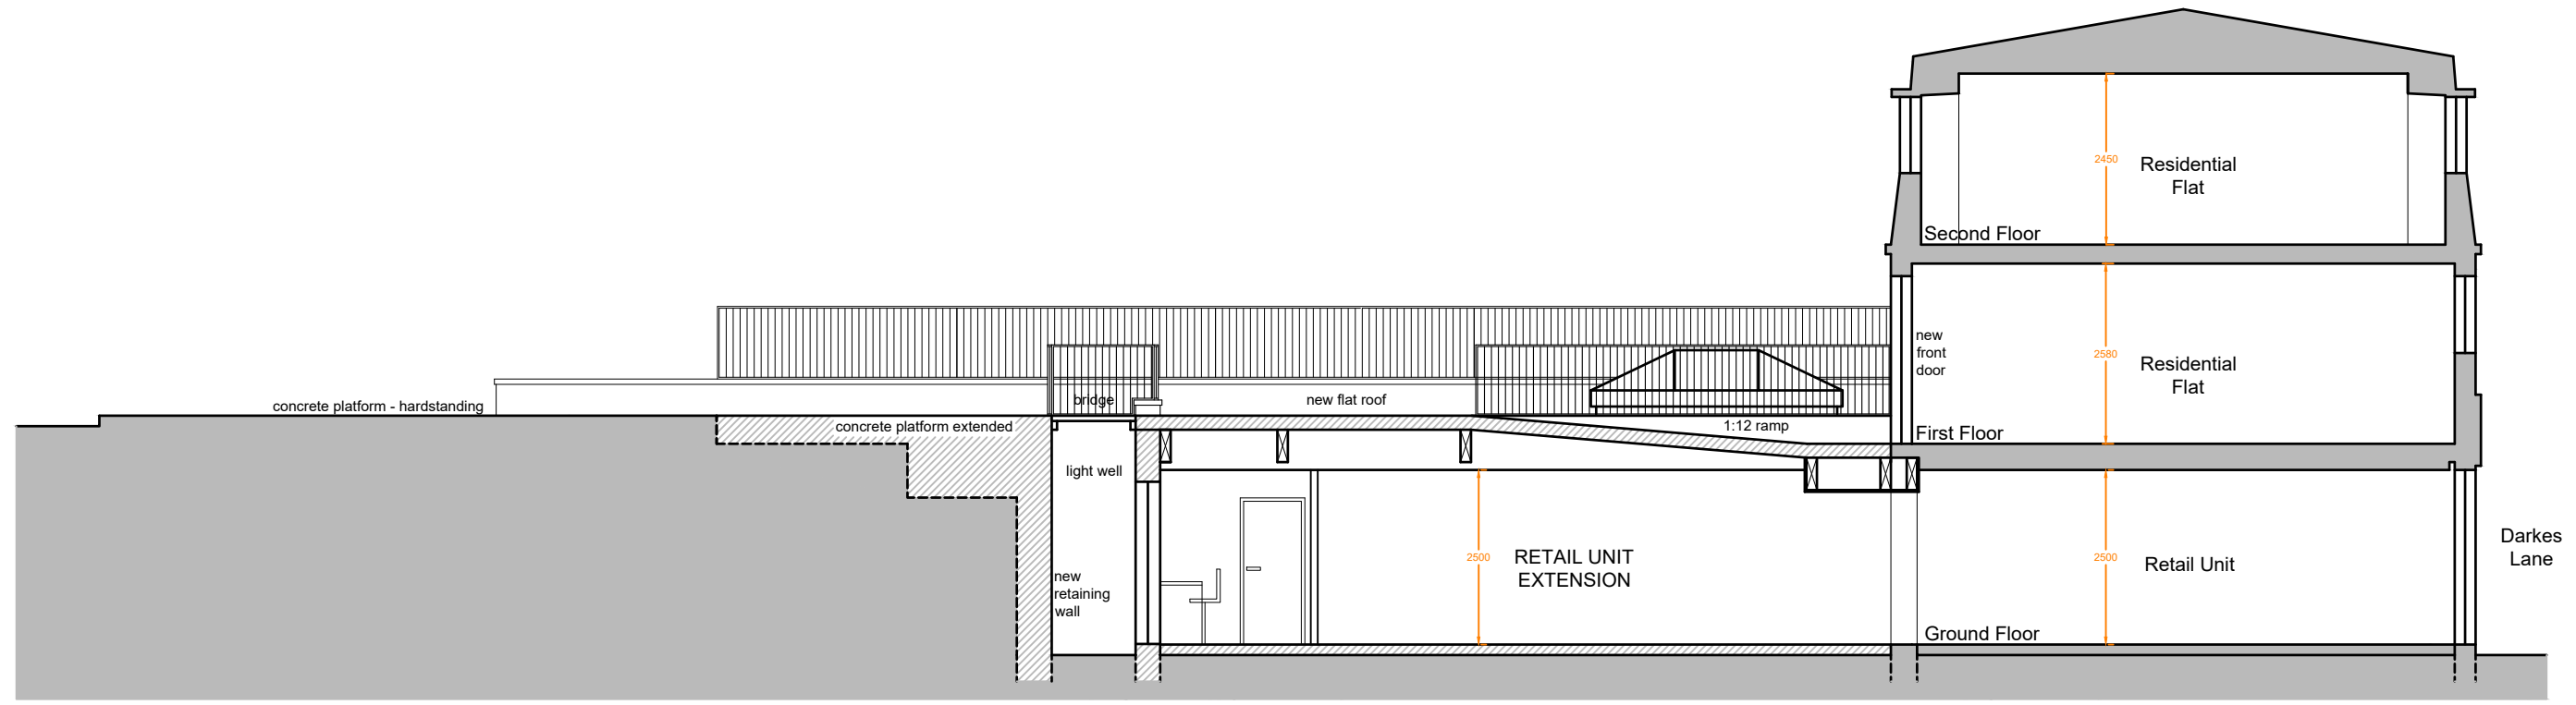 2450
Residential
Flat
Second Floor
new
front
door
2580
Residential
Flat
concrete platform - hardstanding
bridge
new flat roof
concrete platform extended
1:12 ramp
First Floor
light well
new
retaining
wall
2500
RETAIL UNIT
EXTENSION
2500
Retail Unit
Darkes
Lane
Ground Floor